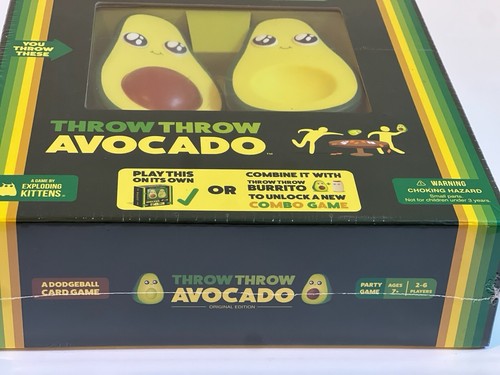 YOU
THROW
THESE
THROW THROW
AVOCADO™
A GAME BY
EXPLODING
KITTENS
PLAY THIS
ON ITS OWN
OR
COMBINE IT WITH
THROW THROW
BURRITO
TO UNLOCK A NEW
COMBO GAME
WARNING
CHOKING HAZARD
Small parts.
Not for children under 3 years.
A DODGEBALL
CARD GAME
THROW THROW
AVOCADO
ORIGINAL EDITION
PARTY
GAME
AGES
7+
2-6
PLAYERS